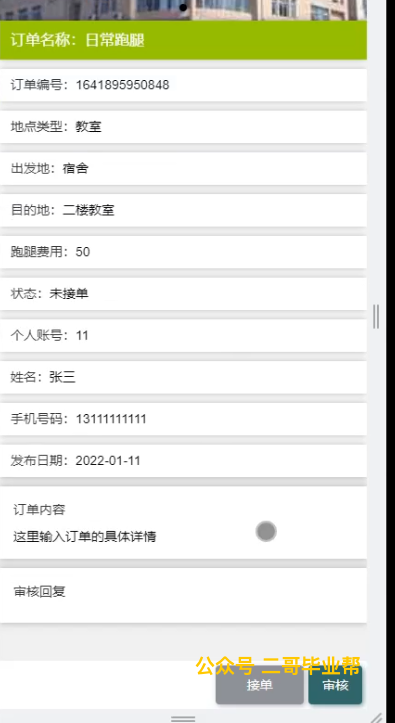 订单名称：日常跑腿
订单编号：1641895950848
地点类型：教室
出发地：宿舍
目的地：二楼教室
跑腿费用：50
状态：未接单
个人账号：11
姓名：张三
手机号码：13111111111
发布日期：2022-01-11
订单内容
这里输入订单的具体详情
审核回复
公众号 二哥毕业帮
接单 审核